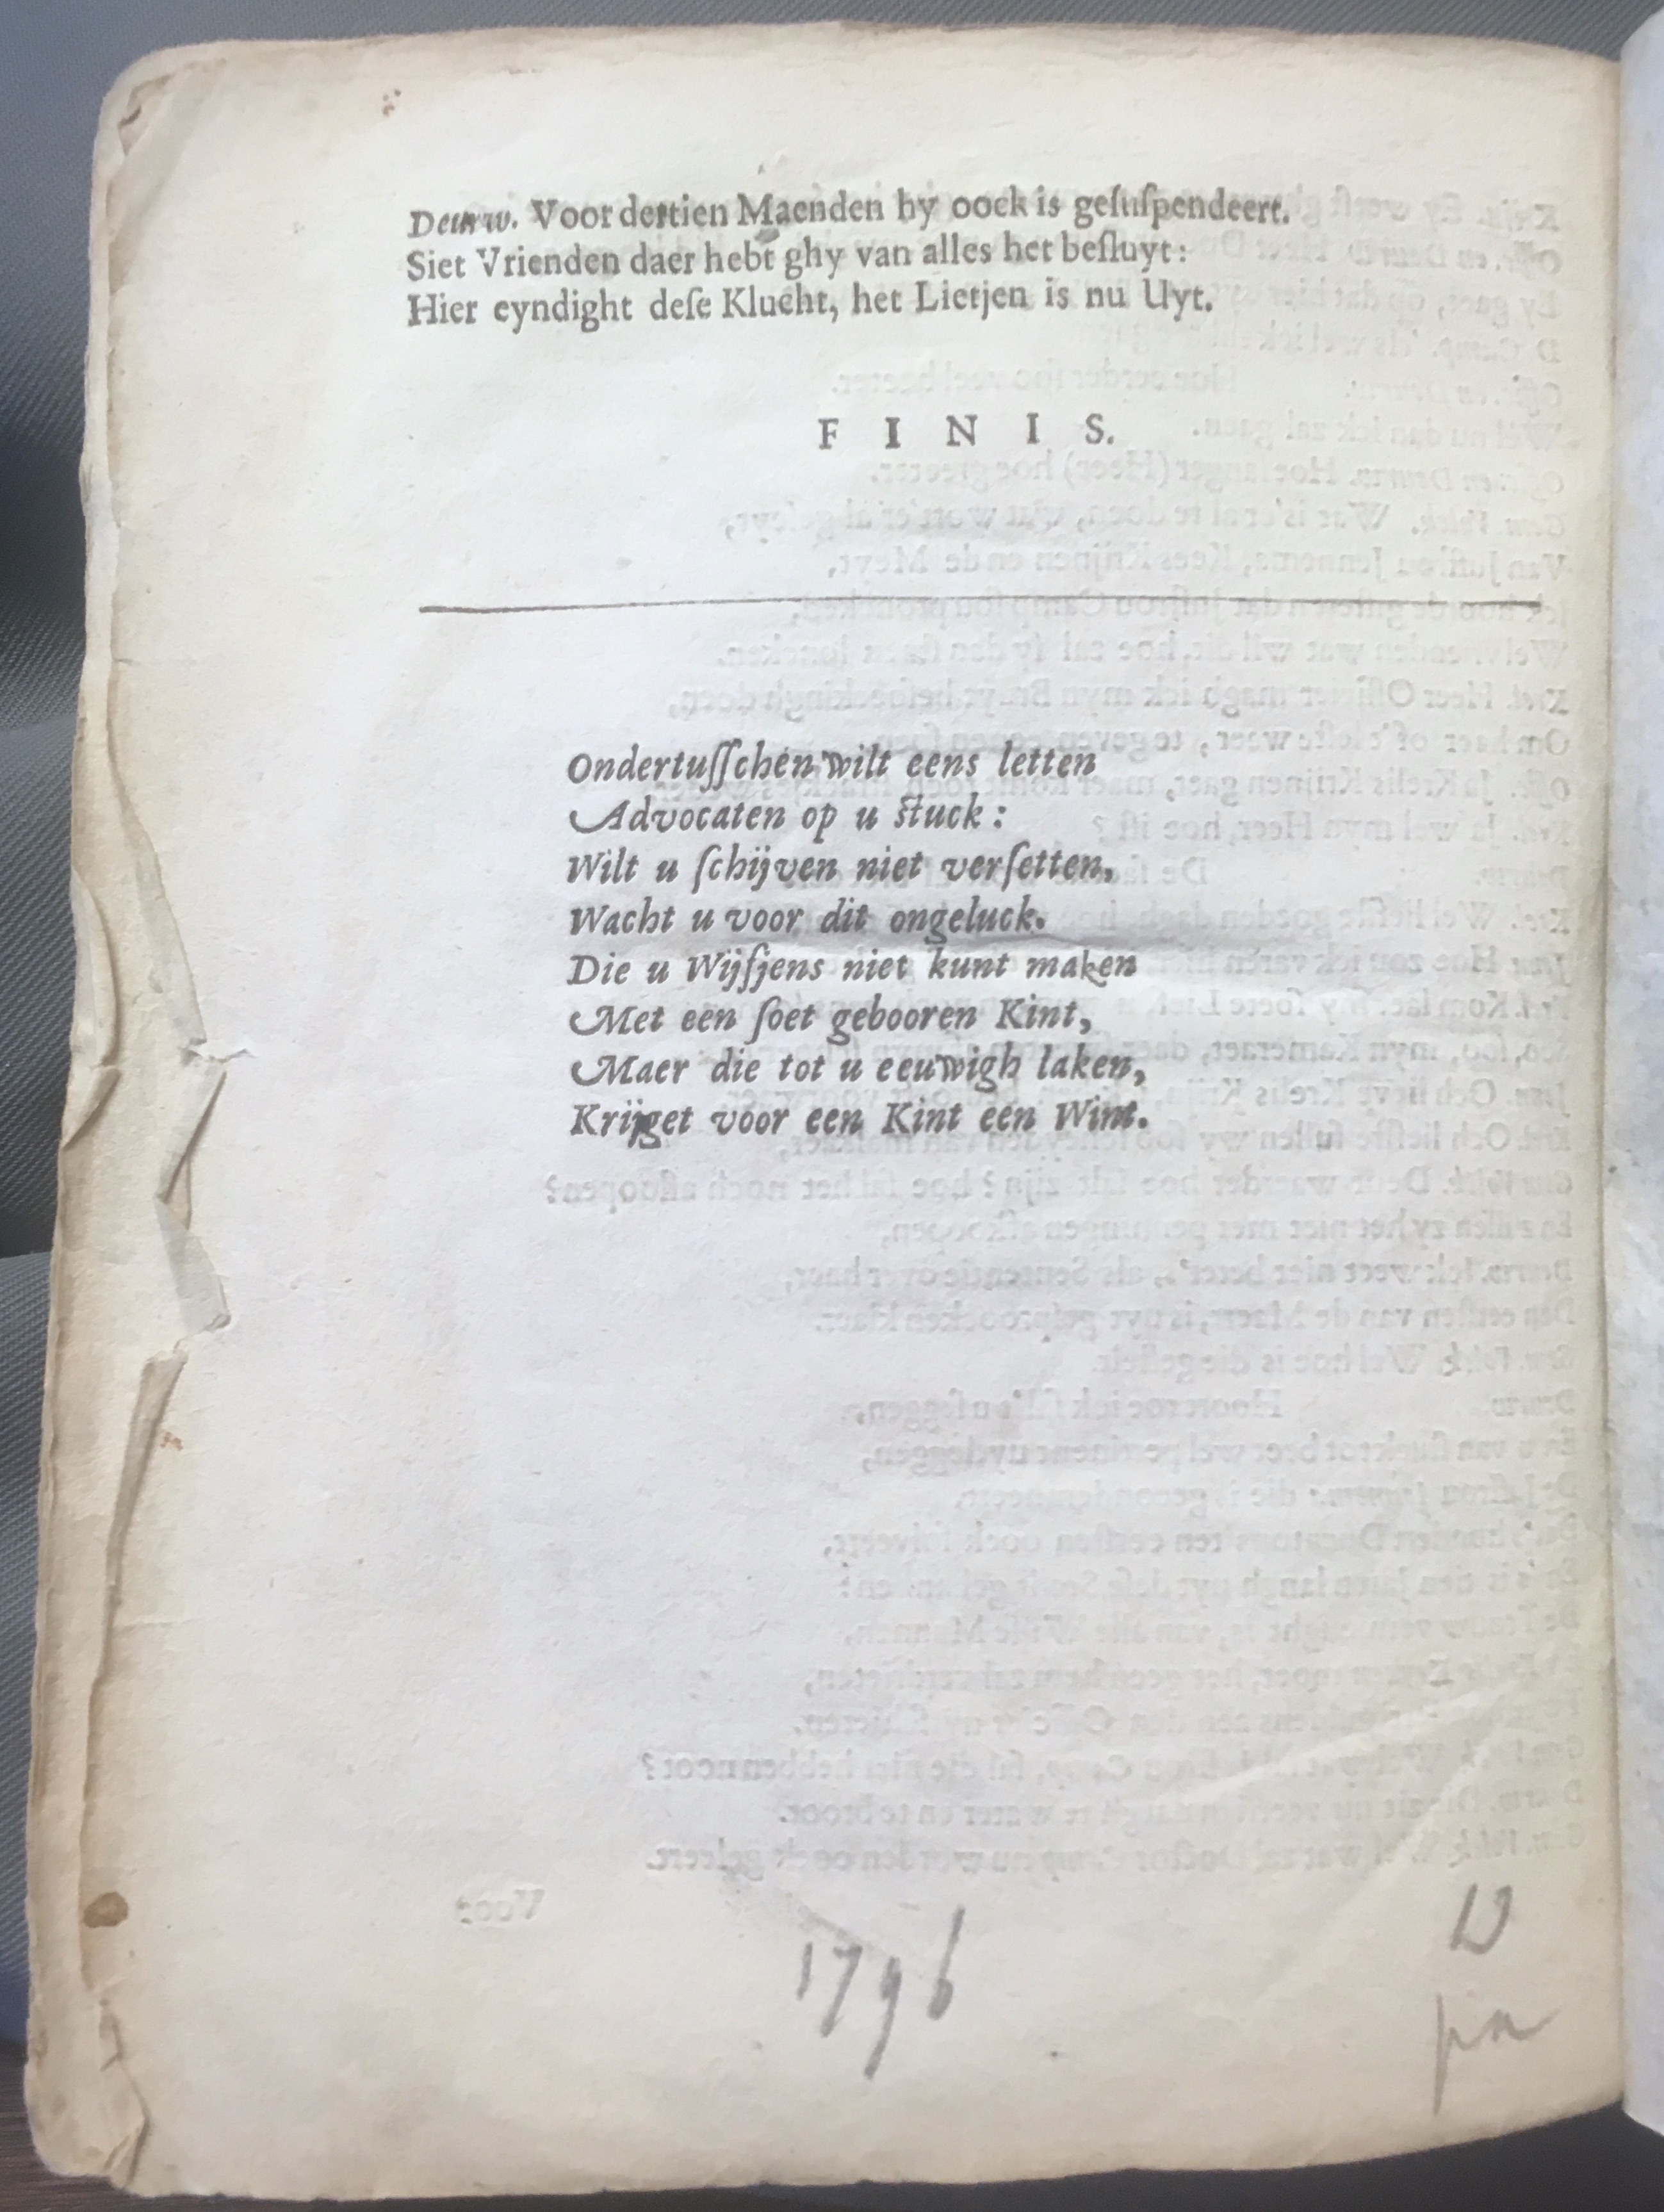 Deurw. Voor dertien Maenden hy oock is geſuſpendeert.
Siet Vrienden daer hebt ghy van alles het beſluyt:
Hier eyndight deſe Klucht, het Lietjen is nu Uyt.
F I N I S.
Ondertuſſchen wilt eens letten
Advocaten op u ſtuck:
Wilt u ſchijven niet verſetten,
Wacht u voor dit ongeluck.
Die u Wijſjens niet kunt maken
Met een ſoet gebooren Kint,
Maer die tot u eeuwigh laken,
Krijget voor een Kint een Wint.
1796
pn